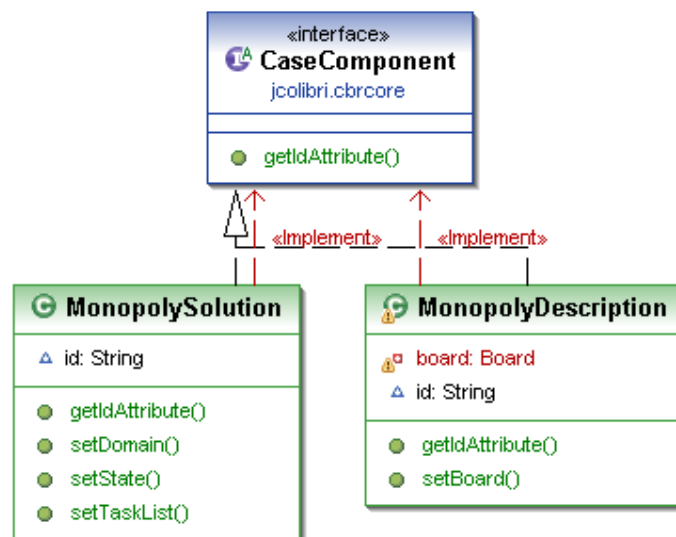 «interface»
CaseComponent
jcolibri.cbrcore
getIdAttribute()
«Implement» «Implement»
MonopolySolution
id: String
getIdAttribute()
setDomain()
setState()
setTaskList()
MonopolyDescription
board: Board
id: String
getIdAttribute()
setBoard()